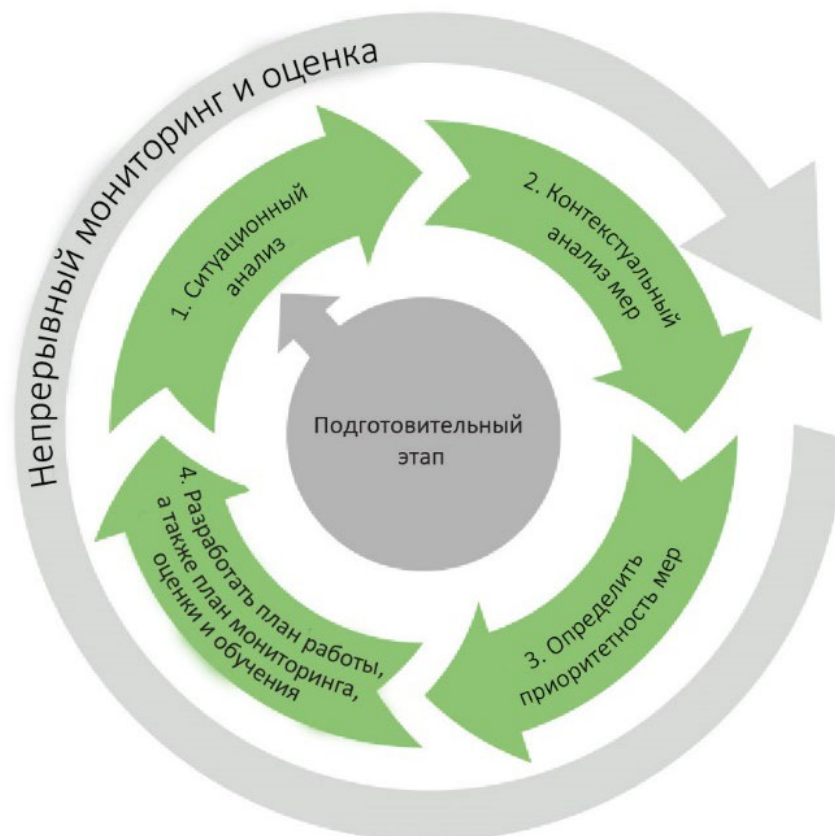 Непрерывный мониторинг и оценка
1. Ситуационный
анализ
2. Контекстуальный
анализ мер
Подготовительный
этап
3. Определить
приоритетность мер
4. Разработать план работы,
а также план мониторинга,
оценки и обучения